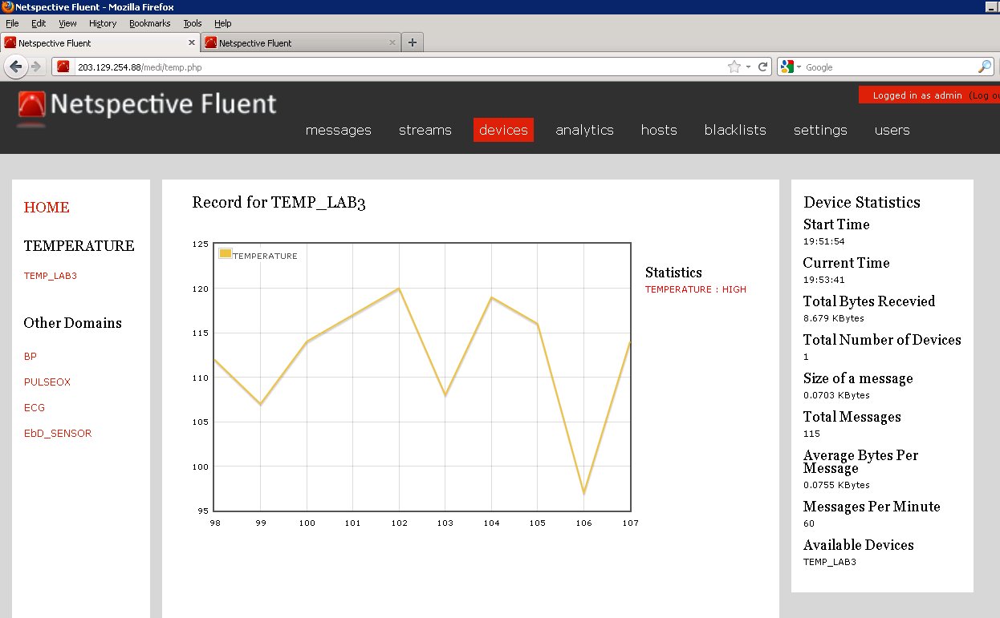 Netspective Fluent - Mozilla Firefox
File Edit View History Bookmarks Tools Help
Netspective Fluent
Netspective Fluent
203.129.254.88/medi/temp.php
Google
Netspective Fluent
Logged in as admin (Log ou
messages streams devices analytics hosts blacklists settings users
HOME
TEMPERATURE
TEMP_LAB3
Other Domains
BP
PULSEOX
ECG
EbD_SENSOR
Record for TEMP_LAB3
TEMPERATURE
125
120
115
110
105
100
95
98 99 100 101 102 103 104 105 106 107
Statistics
TEMPERATURE : HIGH
Device Statistics
Start Time
19:51:54
Current Time
19:53:41
Total Bytes Recevied
8.679 KBytes
Total Number of Devices
1
Size of a message
0.0703 KBytes
Total Messages
115
Average Bytes Per
Message
0.0755 KBytes
Messages Per Minute
60
Available Devices
TEMP_LAB3